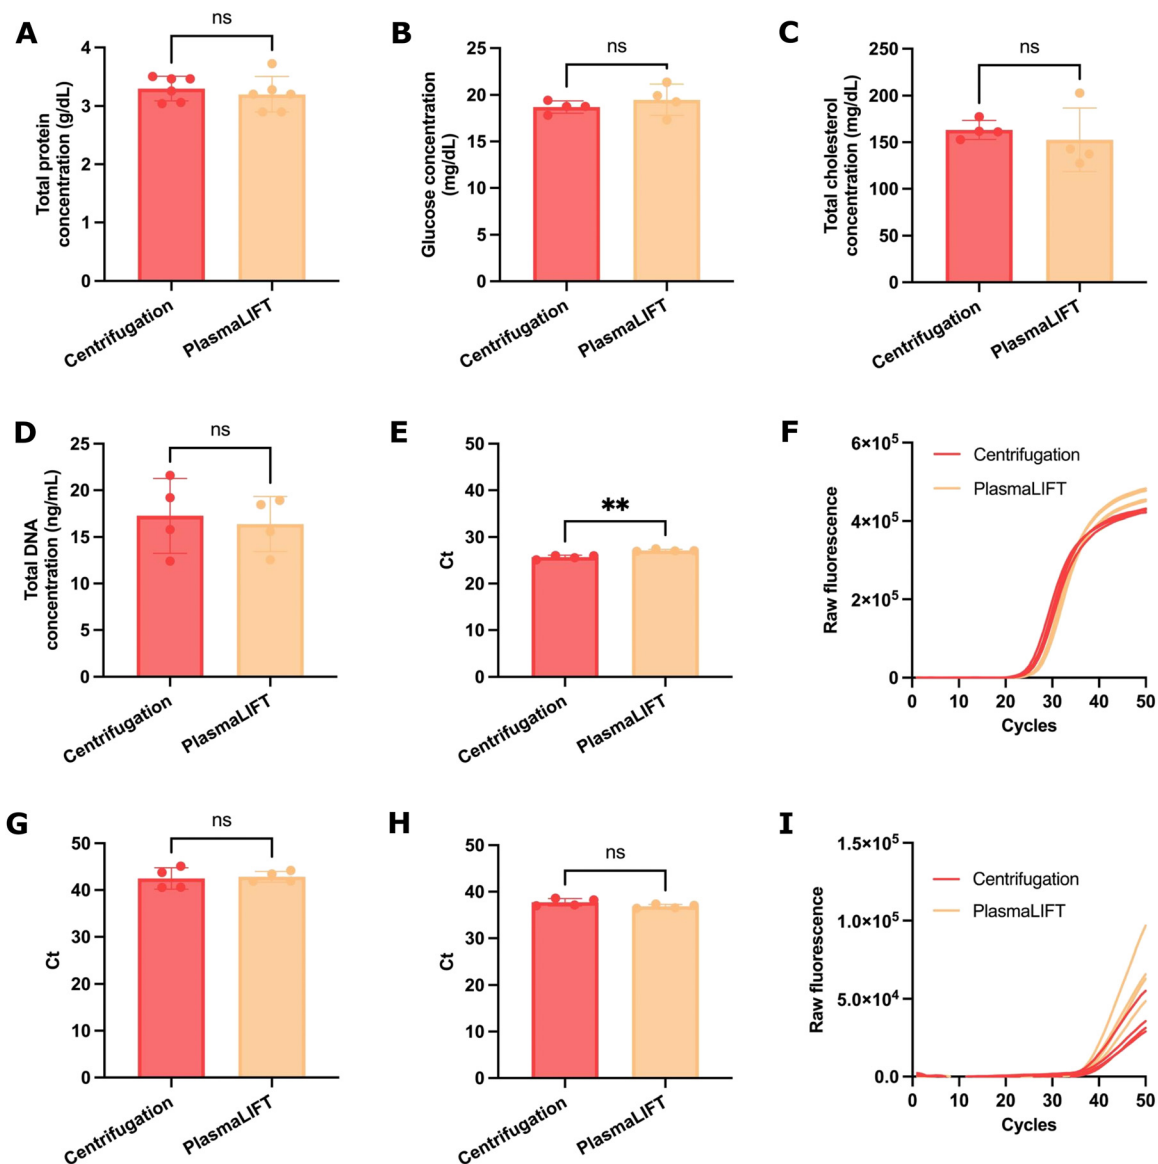 A
ns
Total protein
concentration (g/dL)
4
3
2
1
0
Centrifugation
PlasmaLIFT
B
ns
Glucose concentration
(mg/dL)
25
20
15
10
5
0
Centrifugation
PlasmaLIFT
C
ns
Total cholesterol
concentration (mg/dL)
250
200
150
100
50
0
Centrifugation
PlasmaLIFT
D
ns
Total DNA
concentration (ng/mL)
25
20
15
10
5
0
Centrifugation
PlasmaLIFT
E
**
Ct
50
40
30
20
10
0
Centrifugation
PlasmaLIFT
F
Centrifugation
PlasmaLIFT
Raw fluorescence
6×10⁵
4×10⁵
2×10⁵
0
0 10 20 30 40 50
Cycles
G
ns
Ct
50
40
30
20
10
0
Centrifugation
PlasmaLIFT
H
ns
Ct
50
40
30
20
10
0
Centrifugation
PlasmaLIFT
I
Centrifugation
PlasmaLIFT
Raw fluorescence
1.5×10⁵
1.0×10⁵
5.0×10⁴
0.0
0 10 20 30 40 50
Cycles